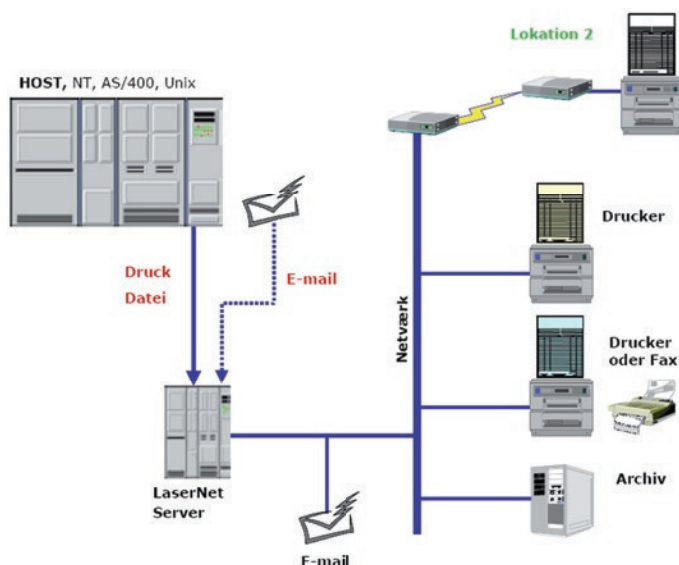 Lokation 2
HOST, NT, AS/400, Unix
Drucker
Druck
Datei
E-mail
Netværk
Drucker
oder Fax
LaserNet
Server
Archiv
E-mail